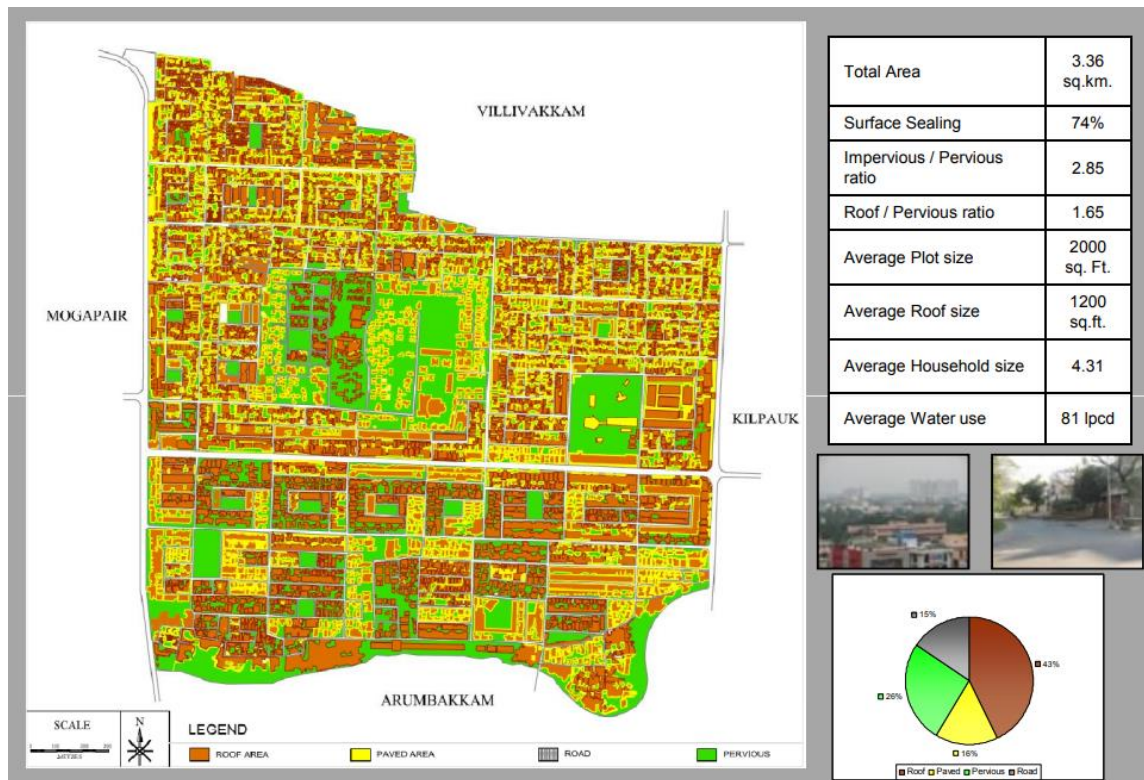 VILLIVAKKAM
MOGAPAIR
KILPAUK
ARUMBAKKAM
SCALE
N
LEGEND
ROOF AREA
PAVED AREA
ROAD
PERVIOUS
Total Area
3.36
sq.km.
Surface Sealing
74%
Impervious / Pervious
ratio
2.85
Roof / Pervious ratio
1.65
Average Plot size
2000
sq. Ft.
Average Roof size
1200
sq.ft.
Average Household size
4.31
Average Water use
81 lpcd
15%
43%
26%
16%
Roof
Paved
Pervious
Road